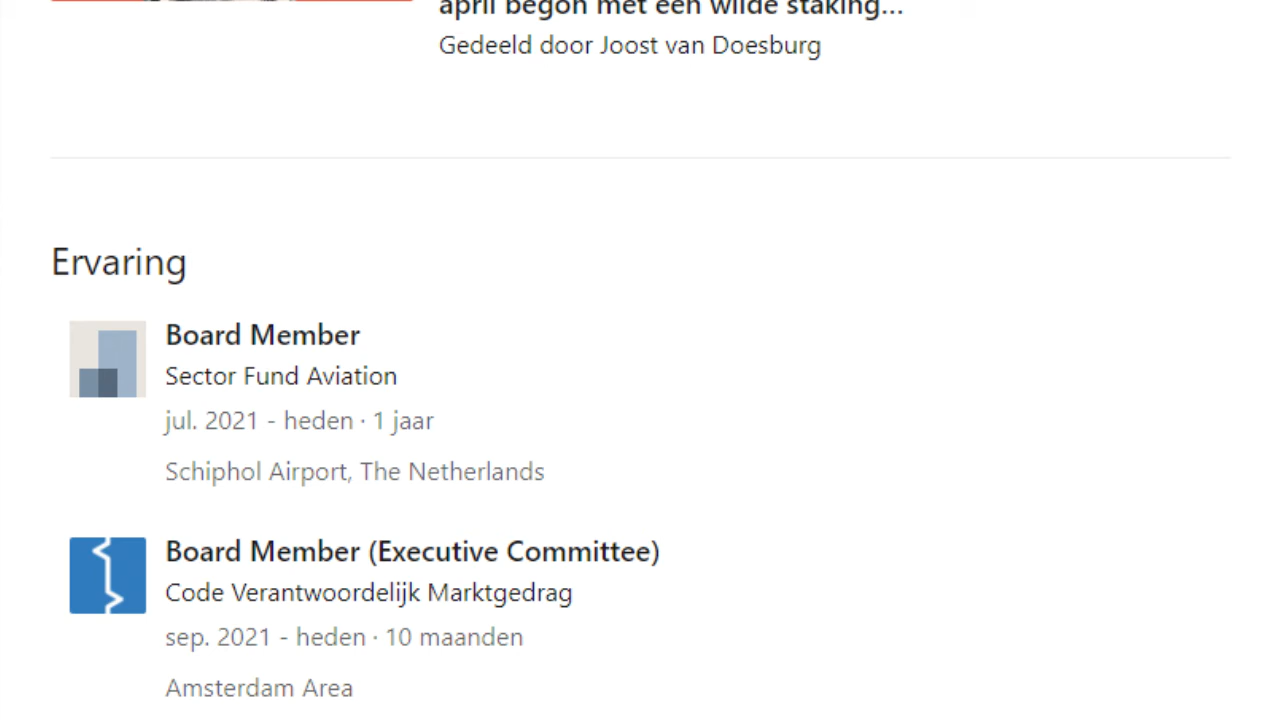 april begon met een wilde staking...
Gedeeld door Joost van Doesburg
Ervaring
Board Member
Sector Fund Aviation
jul. 2021 - heden · 1 jaar
Schiphol Airport, The Netherlands
Board Member (Executive Committee)
Code Verantwoordelijk Marktgedrag
sep. 2021 - heden · 10 maanden
Amsterdam Area